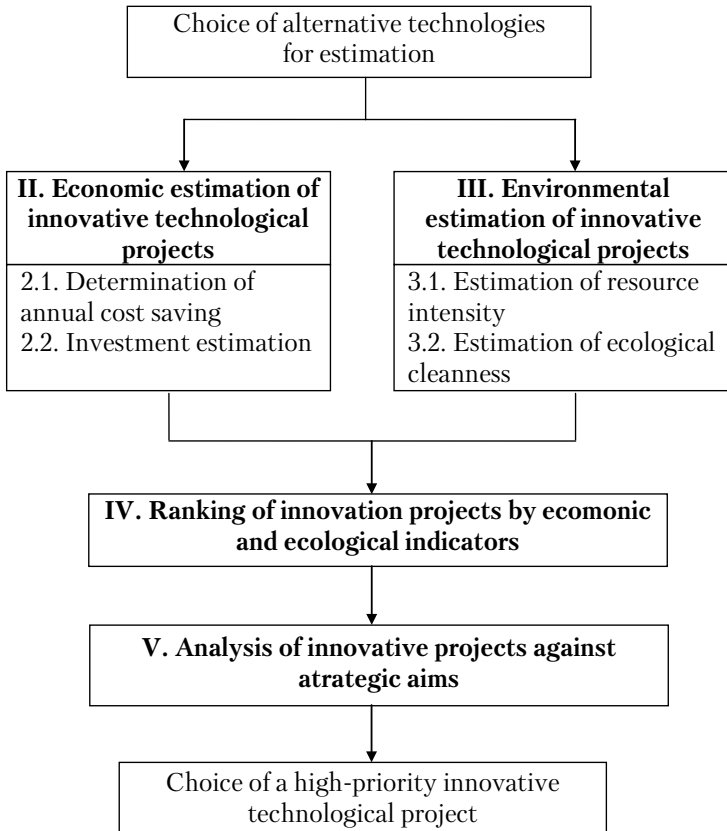 Choice of alternative technologies
for estimation
II. Economic estimation of
innovative technological
projects
2.1. Determination of
annual cost saving
2.2. Investment estimation
III. Environmental
estimation of innovative
technological projects
3.1. Estimation of resource
intensity
3.2. Estimation of ecological
cleanness
IV. Ranking of innovation projects by ecomonic
and ecological indicators
V. Analysis of innovative projects against
atrategic aims
Choice of a high-priority innovative
technological project